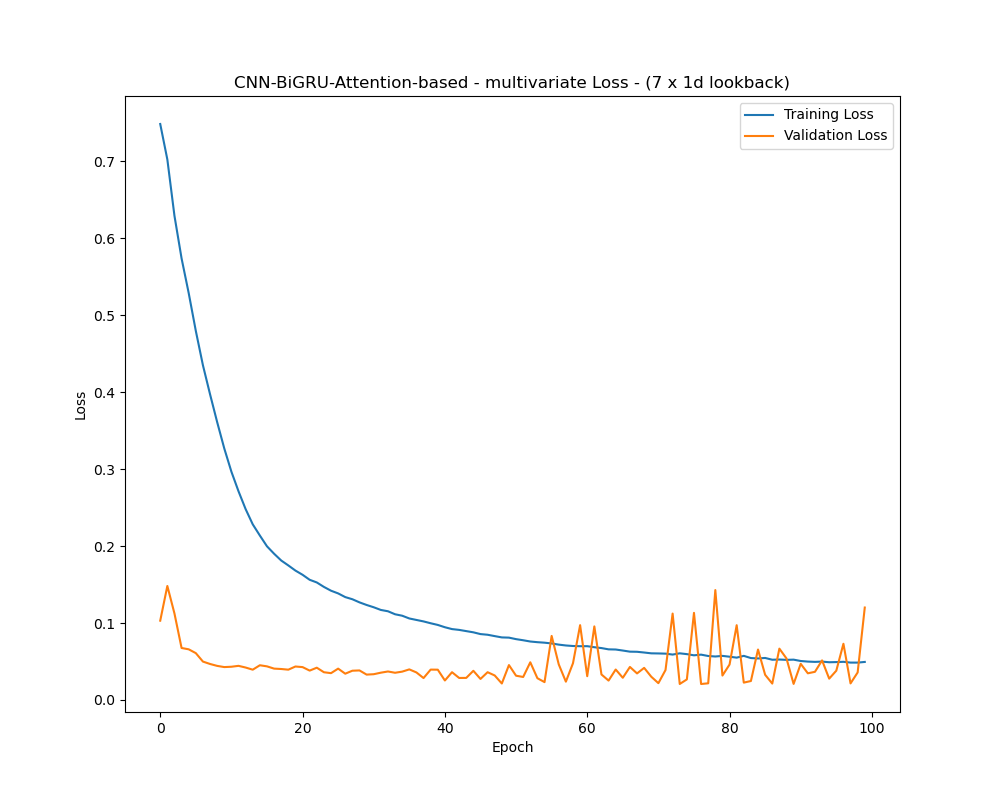 CNN-BiGRU-Attention-based - multivariate Loss - (7 x 1d lookback)
Training Loss
Validation Loss
0.7
0.6
0.5
0.4
0.3
0.2
0.1
0.0
Loss
0 20 40 60 80 100
Epoch